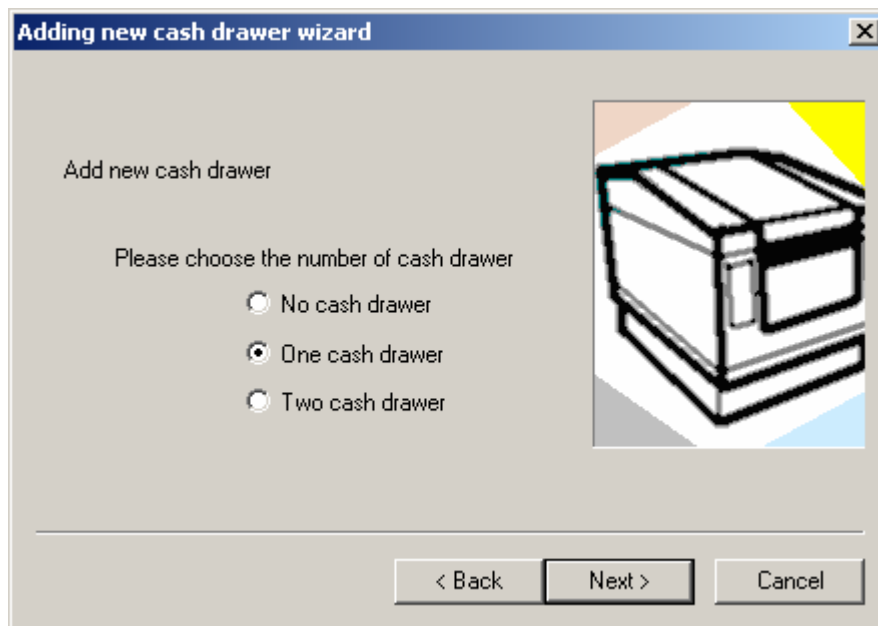 Adding new cash drawer wizard
Add new cash drawer
Please choose the number of cash drawer
No cash drawer
One cash drawer
Two cash drawer
< Back Next > Cancel